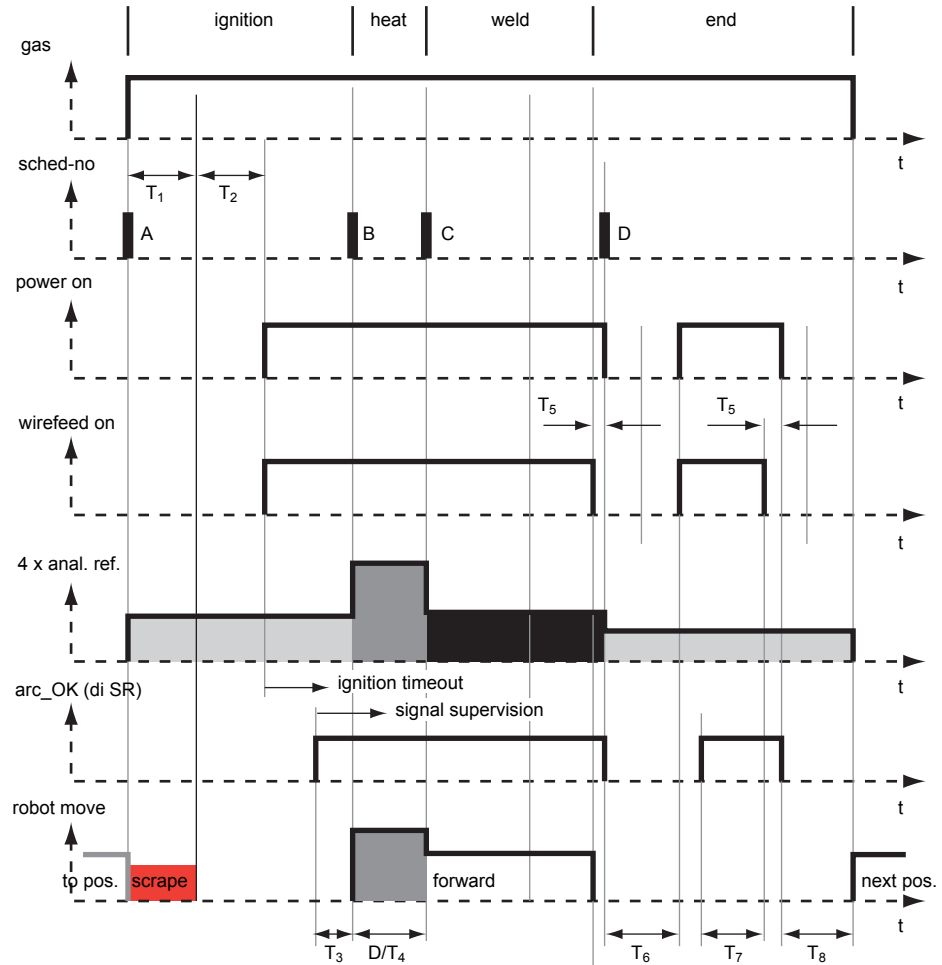 ignition heat weld end
gas
t
sched-no
T₁ T₂
A B C D
t
power on
t
T₅ T₅
wirefeed on
t
4 x anal. ref.
t
ignition timeout
arc_OK (di SR)
signal supervision
t
robot move
to pos. scrape forward next pos.
t
T₃ D/T₄ T₆ T₇ T₈